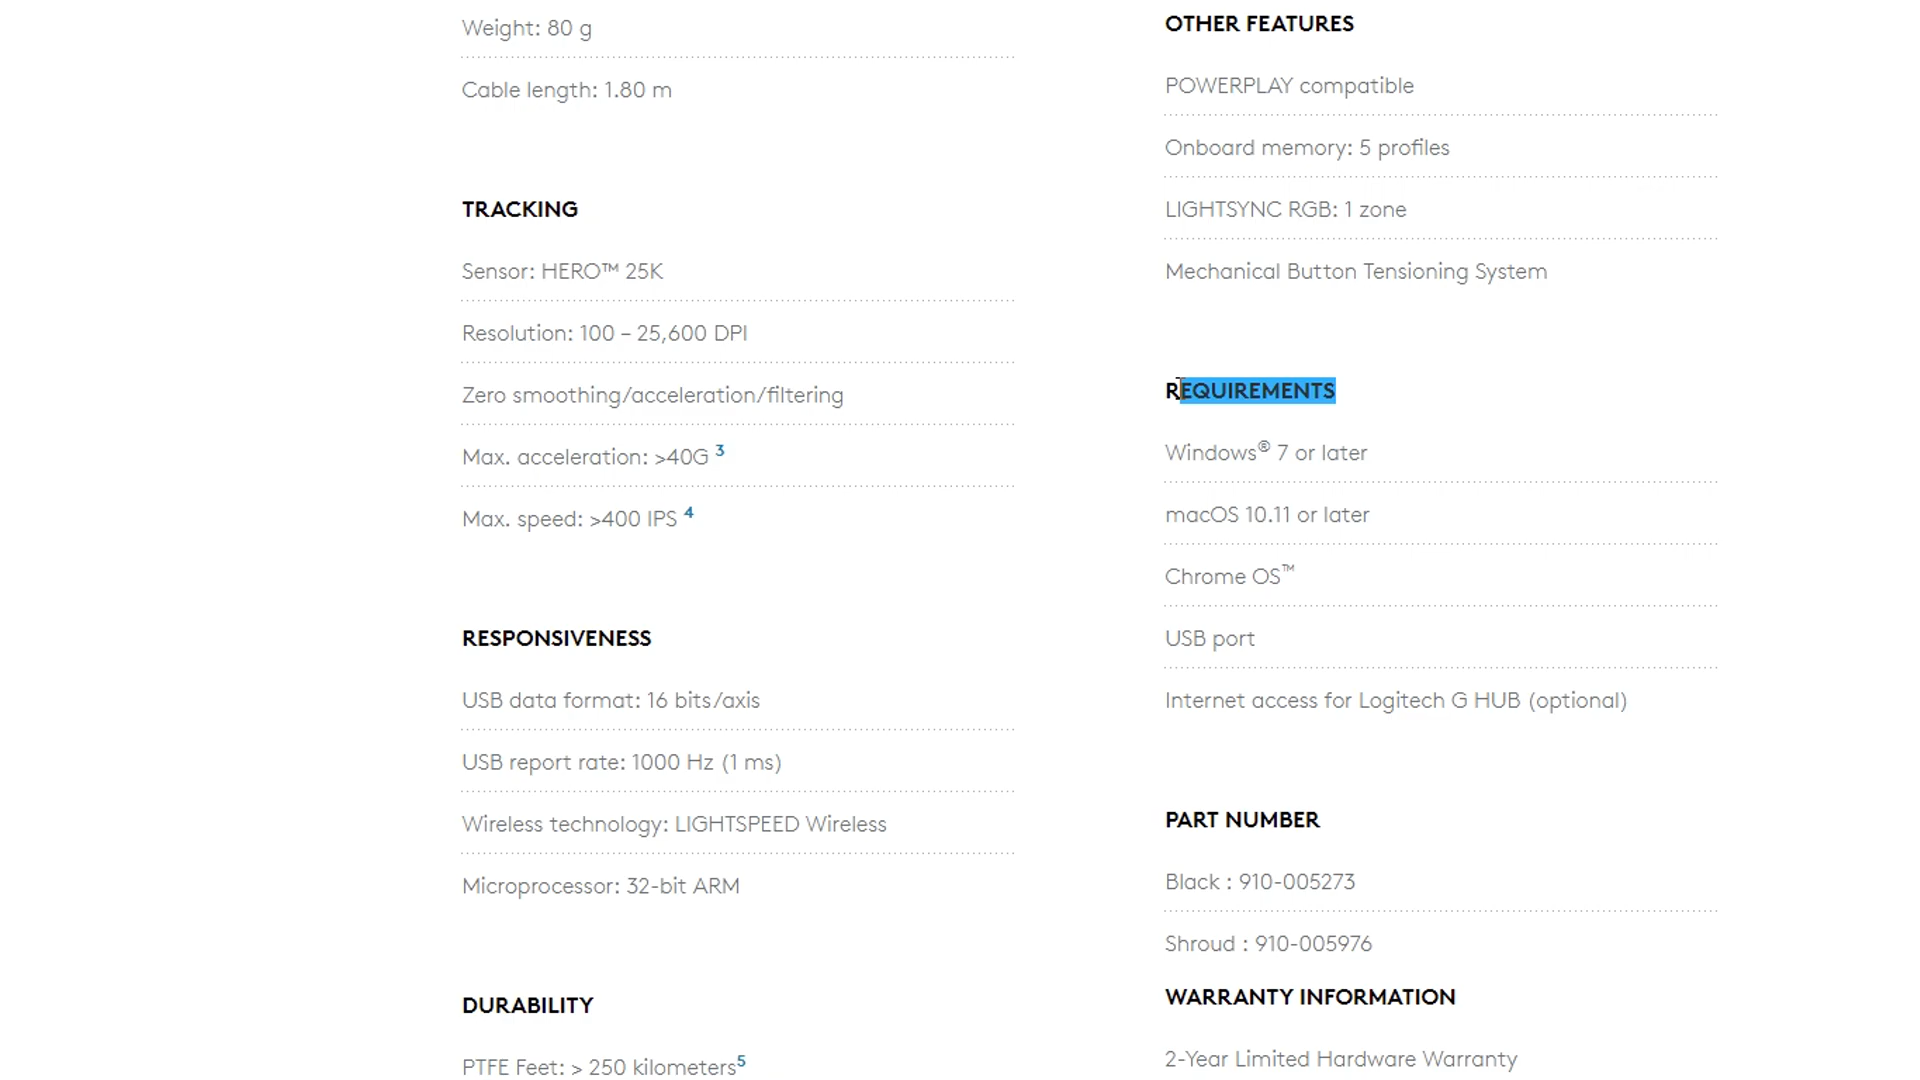 Weight: 80 g
Cable length: 1.80 m
TRACKING
Sensor: HERO™ 25K
Resolution: 100 – 25,600 DPI
Zero smoothing/acceleration/filtering
Max. acceleration: >40G ³
Max. speed: >400 IPS ⁴
RESPONSIVENESS
USB data format: 16 bits/axis
USB report rate: 1000 Hz (1 ms)
Wireless technology: LIGHTSPEED Wireless
Microprocessor: 32-bit ARM
DURABILITY
PTFE Feet: > 250 kilometers⁵
OTHER FEATURES
POWERPLAY compatible
Onboard memory: 5 profiles
LIGHTSYNC RGB: 1 zone
Mechanical Button Tensioning System
REQUIREMENTS
Windows® 7 or later
macOS 10.11 or later
Chrome OS™
USB port
Internet access for Logitech G HUB (optional)
PART NUMBER
Black : 910-005273
Shroud : 910-005976
WARRANTY INFORMATION
2-Year Limited Hardware Warranty